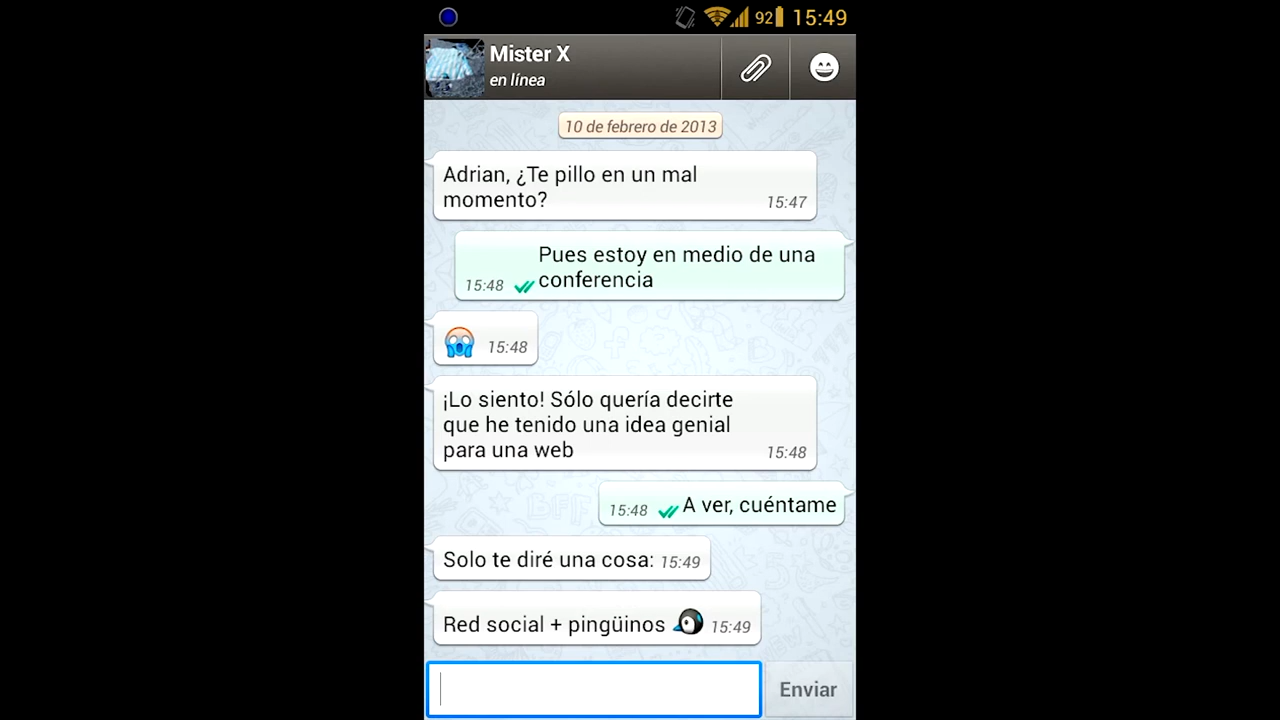 92 15:49
Mister X
en línea
10 de febrero de 2013
Adrian, ¿Te pillo en un mal
momento? 15:47
Pues estoy en medio de una
15:48 conferencia
15:48
¡Lo siento! Sólo quería decirte
que he tenido una idea genial
para una web 15:48
15:48 A ver, cuéntame
Solo te diré una cosa: 15:49
Red social + pingüinos 15:49
Enviar